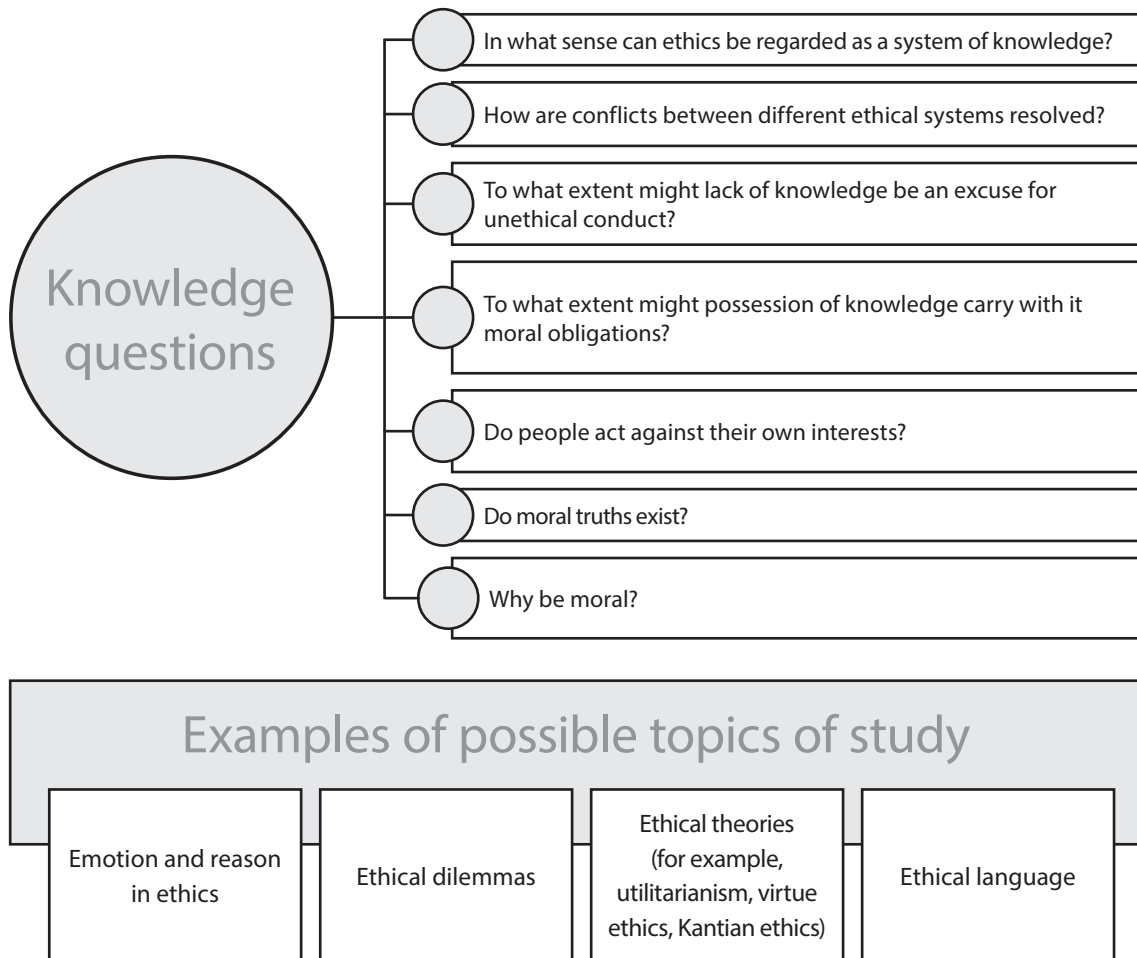 Knowledge
questions
In what sense can ethics be regarded as a system of knowledge?
How are conflicts between different ethical systems resolved?
To what extent might lack of knowledge be an excuse for
unethical conduct?
To what extent might possession of knowledge carry with it
moral obligations?
Do people act against their own interests?
Do moral truths exist?
Why be moral?
Examples of possible topics of study
Emotion and reason
in ethics
Ethical dilemmas
Ethical theories
(for example,
utilitarianism, virtue
ethics, Kantian ethics)
Ethical language